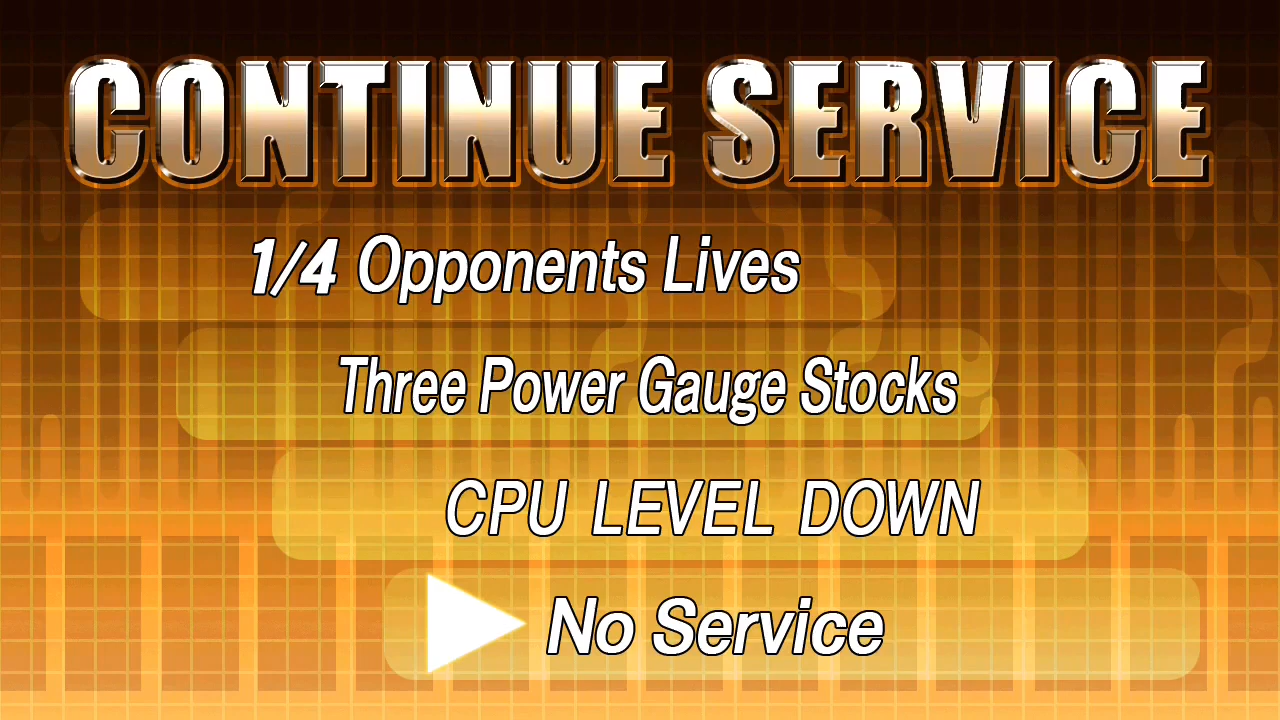 CONTINUE SERVICE
1/4 Opponents Lives
Three Power Gauge Stocks
CPU LEVEL DOWN
No Service